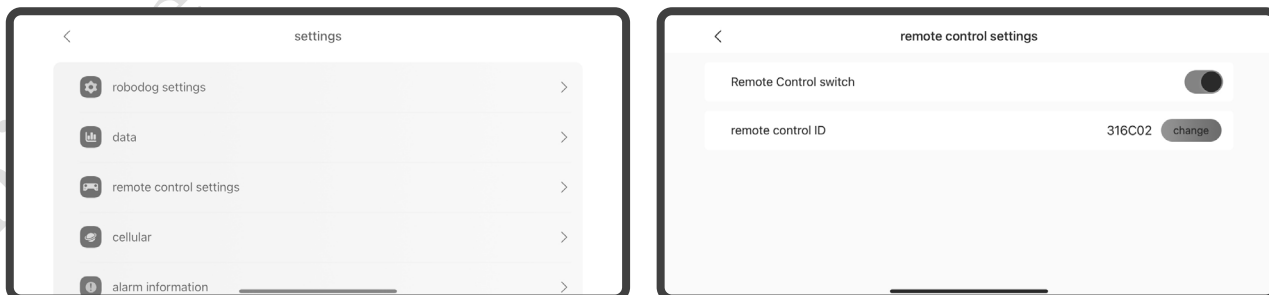 settings
robodog settings
data
remote control settings
cellular
alarm information
remote control settings
Remote Control switch
remote control ID 316C02 change